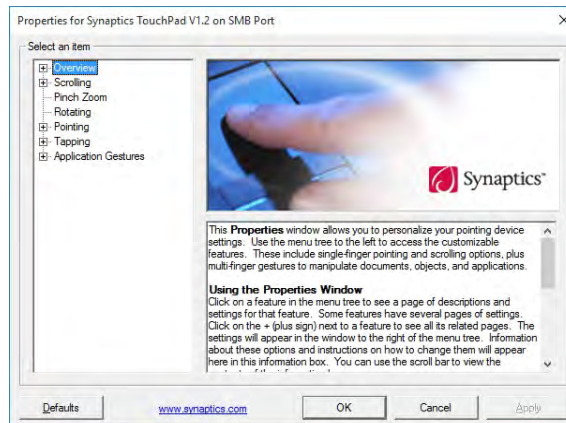 Properties for Synaptics TouchPad V1.2 on SMB Port
Select an item
Overview
Scrolling
Pinch Zoom
Rotating
Pointing
Tapping
Application Gestures
Synaptics™
This Properties window allows you to personalize your pointing device
settings. Use the menu tree to the left to access the customizable
features. These include single-finger pointing and scrolling options, plus
multi-finger gestures to manipulate documents, objects, and applications.
Using the Properties Window
Click on a feature in the menu tree to see a page of descriptions and
settings for that feature. Some features have several pages of settings.
Click on the + (plus sign) next to a feature to see all its related pages. The
settings will appear in the window to the right of the menu tree. Information
about these options and instructions on how to change them will appear
here in this information box. You can use the scroll bar to view the
Defaults
www.synaptics.com
OK
Cancel
Apply